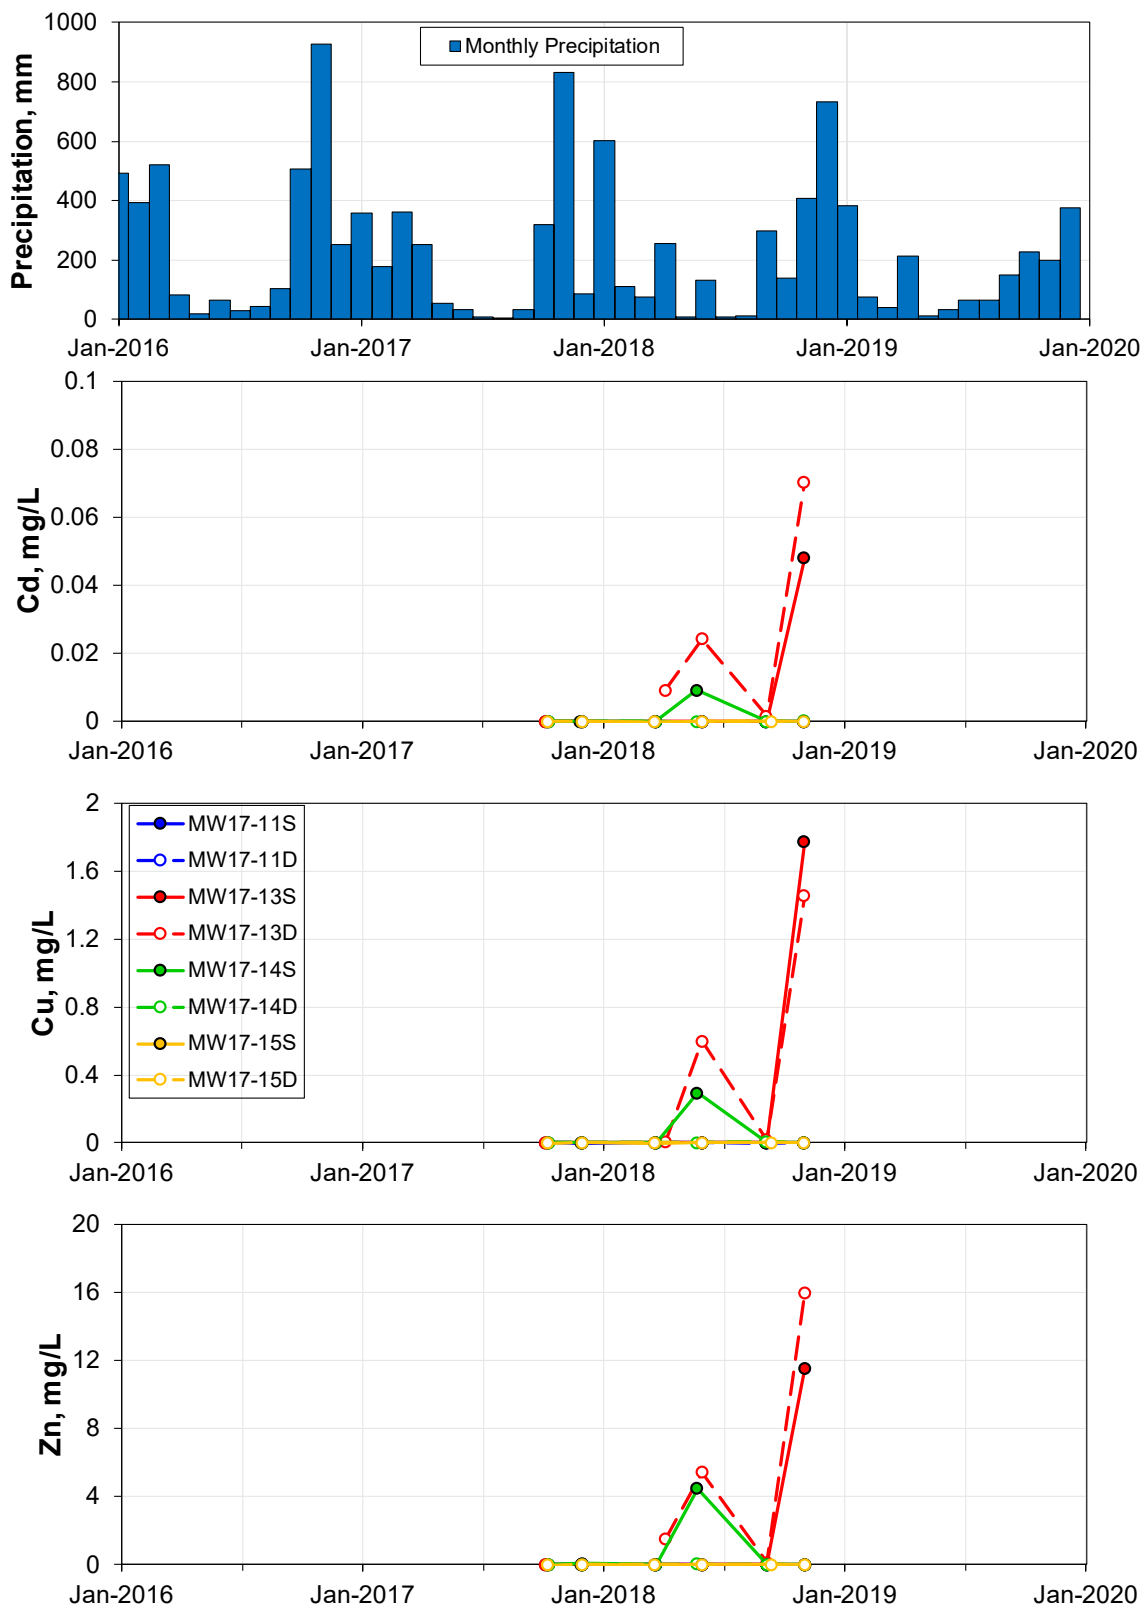 1000
Monthly Precipitation
800
600
400
200
0
Precipitation, mm
Jan-2016 Jan-2017 Jan-2018 Jan-2019 Jan-2020
0.1
0.08
0.06
0.04
0.02
0
Cd, mg/L
Jan-2016 Jan-2017 Jan-2018 Jan-2019 Jan-2020
2
1.6
1.2
0.8
0.4
0
Cu, mg/L
MW17-11S
MW17-11D
MW17-13S
MW17-13D
MW17-14S
MW17-14D
MW17-15S
MW17-15D
Jan-2016 Jan-2017 Jan-2018 Jan-2019 Jan-2020
20
16
12
8
4
0
Zn, mg/L
Jan-2016 Jan-2017 Jan-2018 Jan-2019 Jan-2020